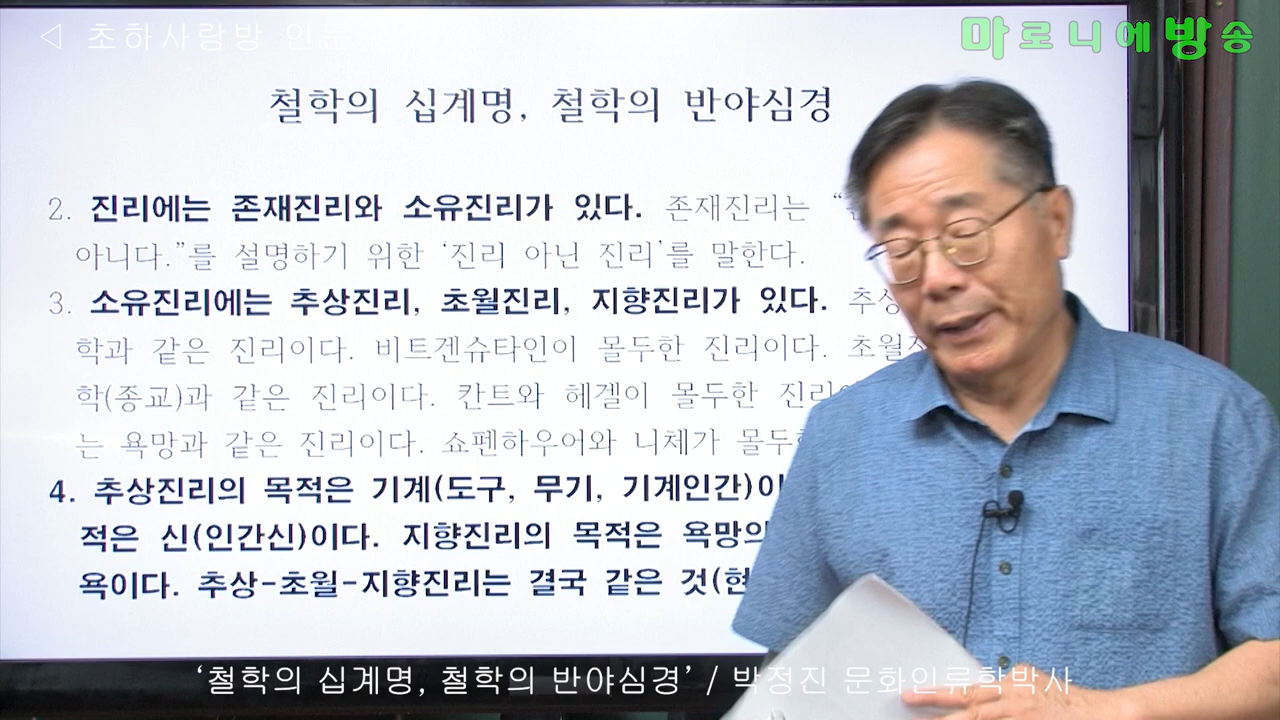 ◁ 초하사랑방 인문
마로니에방송
철학의 십계명, 철학의 반야심경
2. 진리에는 존재진리와 소유진리가 있다. 존재진리는
아니다.”를 설명하기 위한 ‘진리 아닌 진리’를 말한다.
3. 소유진리에는 추상진리, 초월진리, 지향진리가 있다.
학과 같은 진리이다. 비트겐슈타인이 몰두한 진리이다.
학(종교)과 같은 진리이다. 칸트와 헤겔이 몰두한
는 욕망과 같은 진리이다. 쇼펜하우어와 니체가
4. 추상진리의 목적은 기계(도구, 무기, 기계인간)이
적은 신(인간신)이다. 지향진리의 목적은 욕망의
욕이다. 추상-초월-지향진리는 결국 같은 것(현
‘철학의 십계명, 철학의 반야심경’ / 박정진 문화인류학박사